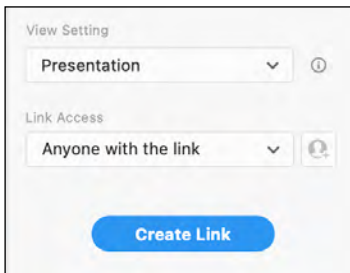 View Setting
Presentation
Link Access
Anyone with the link
Create Link